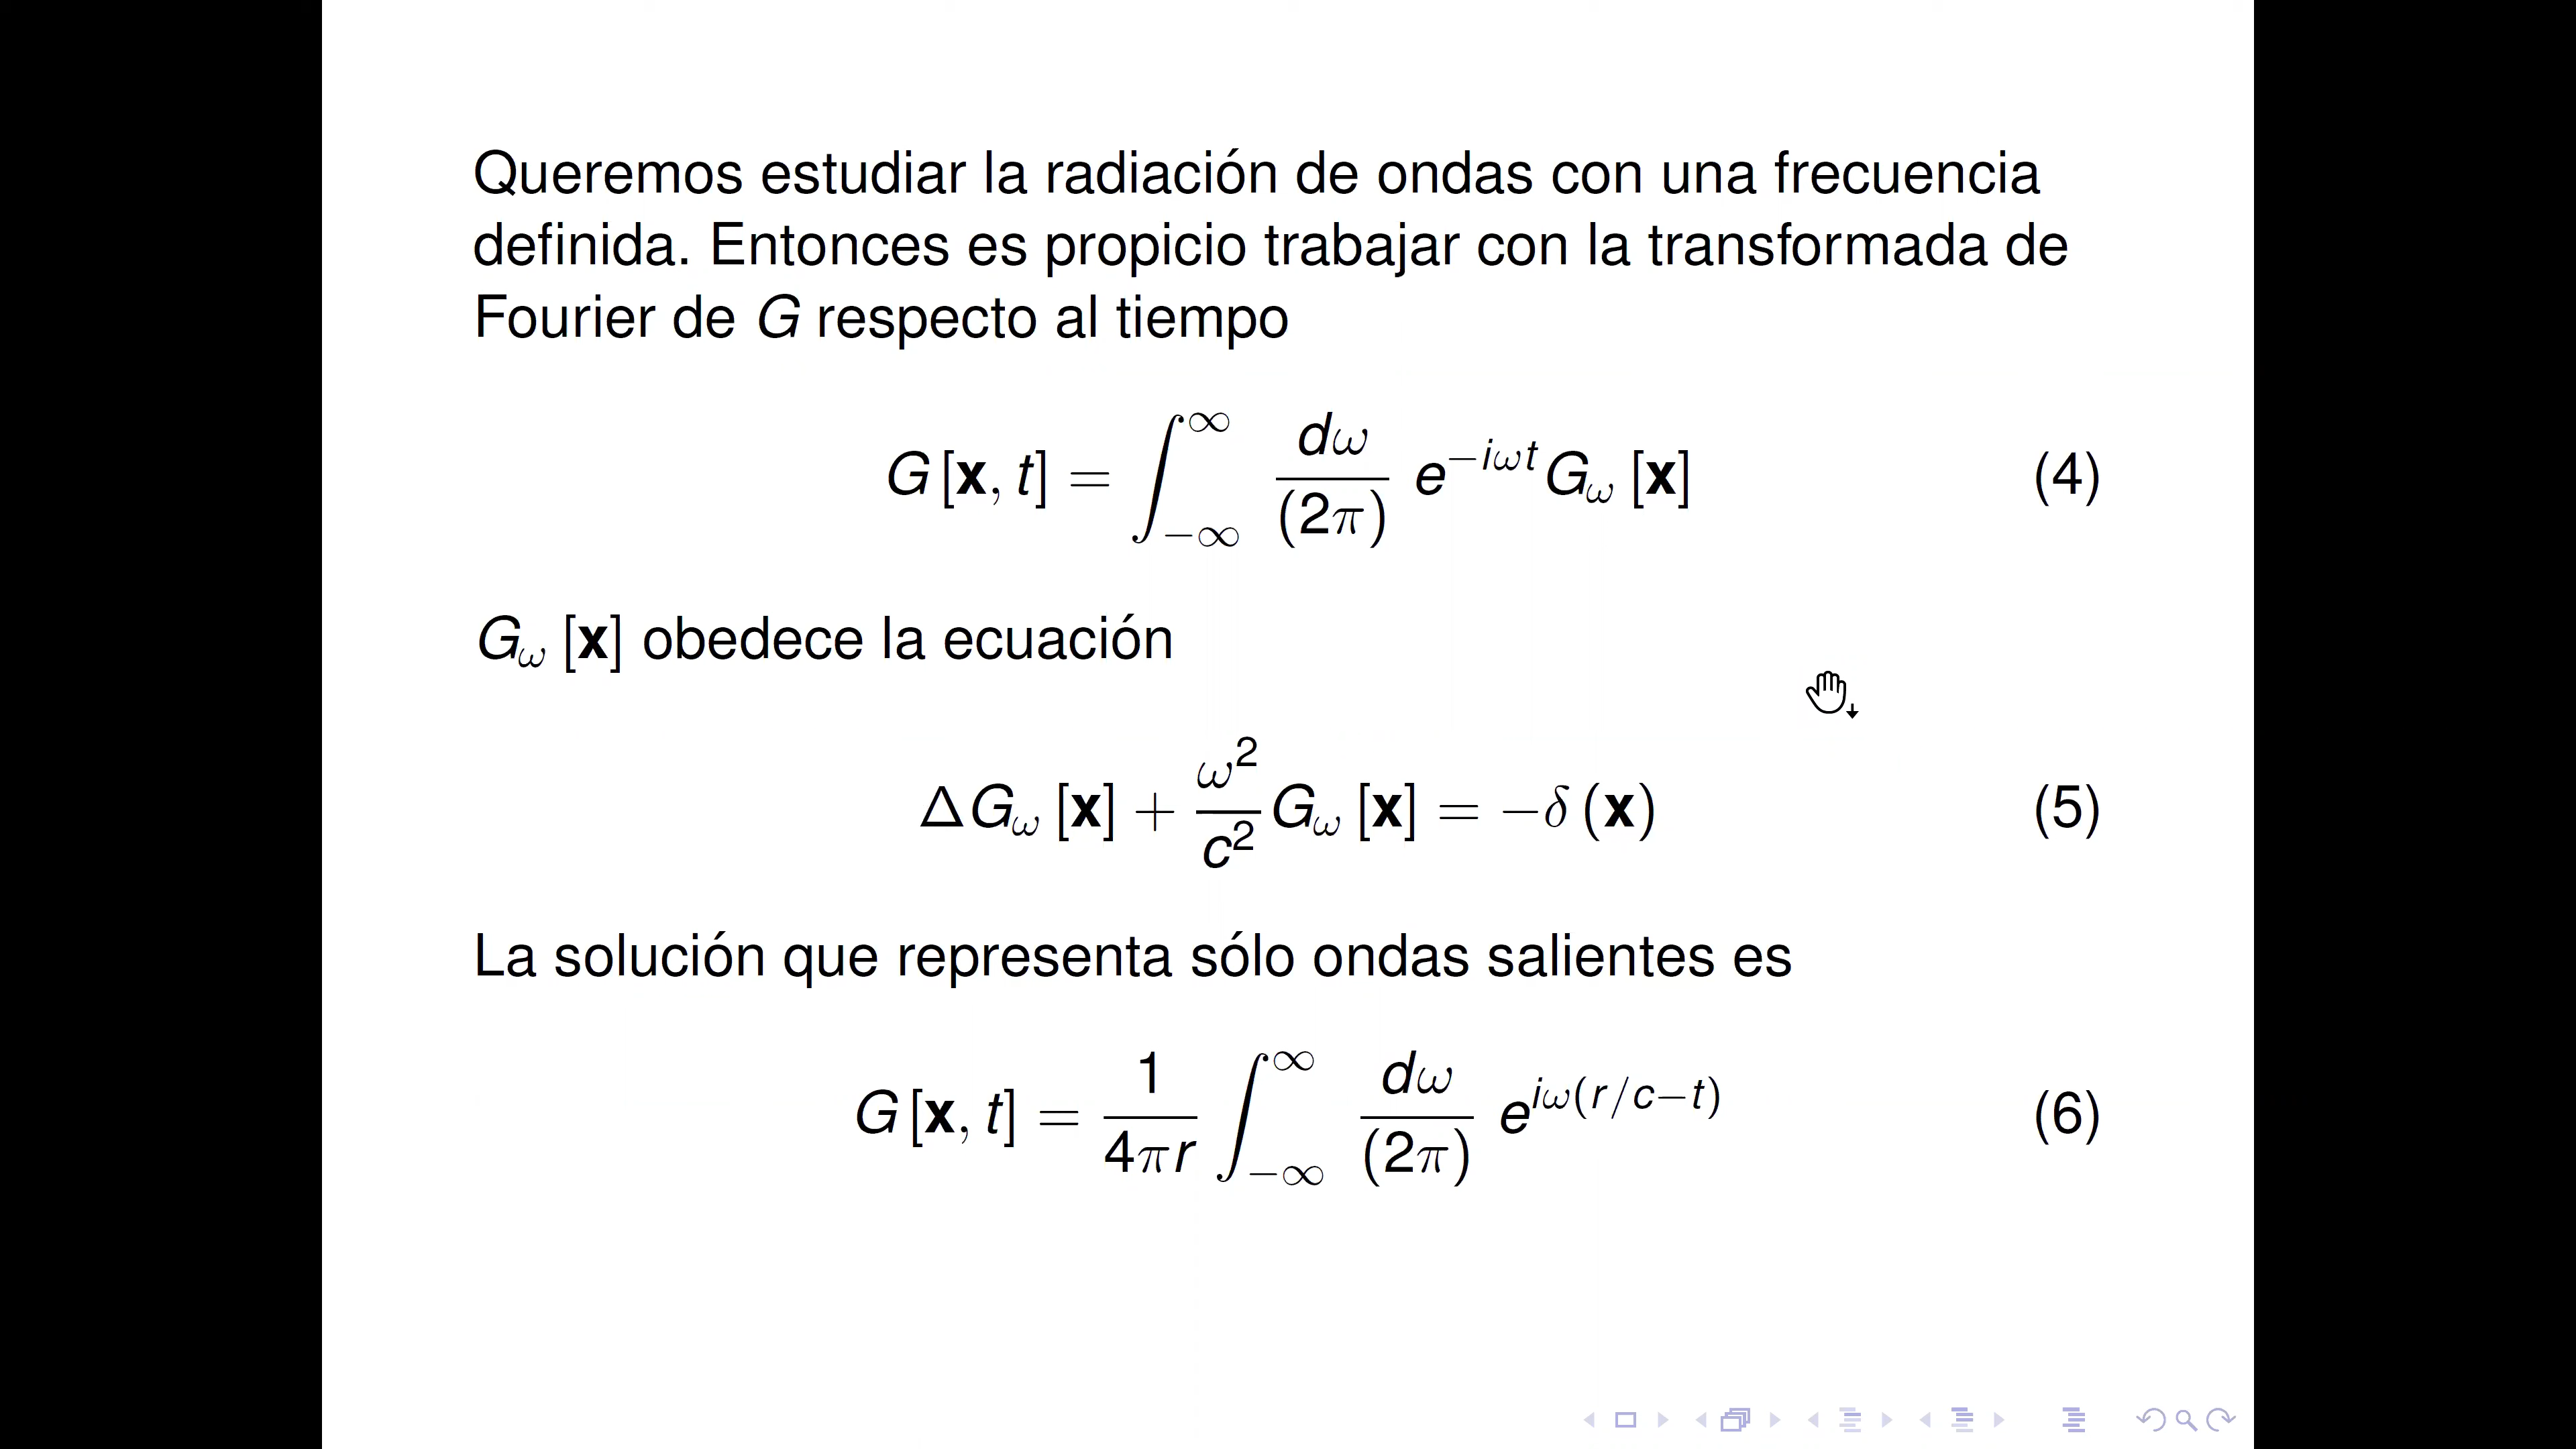 Queremos estudiar la radiación de ondas con una frecuencia
definida. Entonces es propicio trabajar con la transformada de
Fourier de G respecto al tiempo
G [x, t] = ∫_{−∞}^{∞} dω/(2π) e^{−iωt} G_ω [x] (4)
G_ω [x] obedece la ecuación
ΔG_ω [x] + ω²/c² G_ω [x] = −δ (x) (5)
La solución que representa sólo ondas salientes es
G [x, t] = 1/4πr ∫_{−∞}^{∞} dω/(2π) e^{iω(r/c−t)} (6)